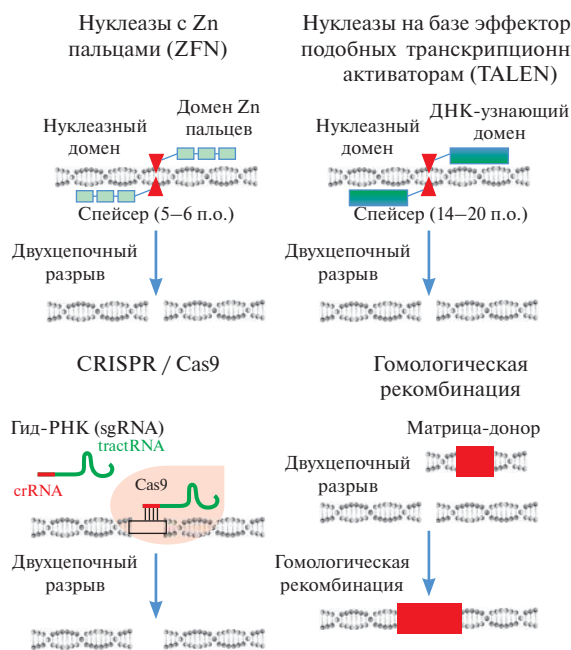 Нуклеазы с Zn
пальцами (ZFN)
Домен Zn
пальцев
Нуклеазный
домен
Спейсер (5–6 п.о.)
Двухцепочный
разрыв
Нуклеазы на базе эффектор
подобных транскрипционн
активаторам (TALEN)
ДНК-узнающий
домен
Нуклеазный
домен
Спейсер (14–20 п.о.)
Двухцепочный
разрыв
CRISPR / Cas9
Гид-РНК (sgRNA)
tractRNA
crRNA
Cas9
Двухцепочный
разрыв
Гомологическая
рекомбинация
Матрица-донор
Двухцепочный
разрыв
Гомологическая
рекомбинация